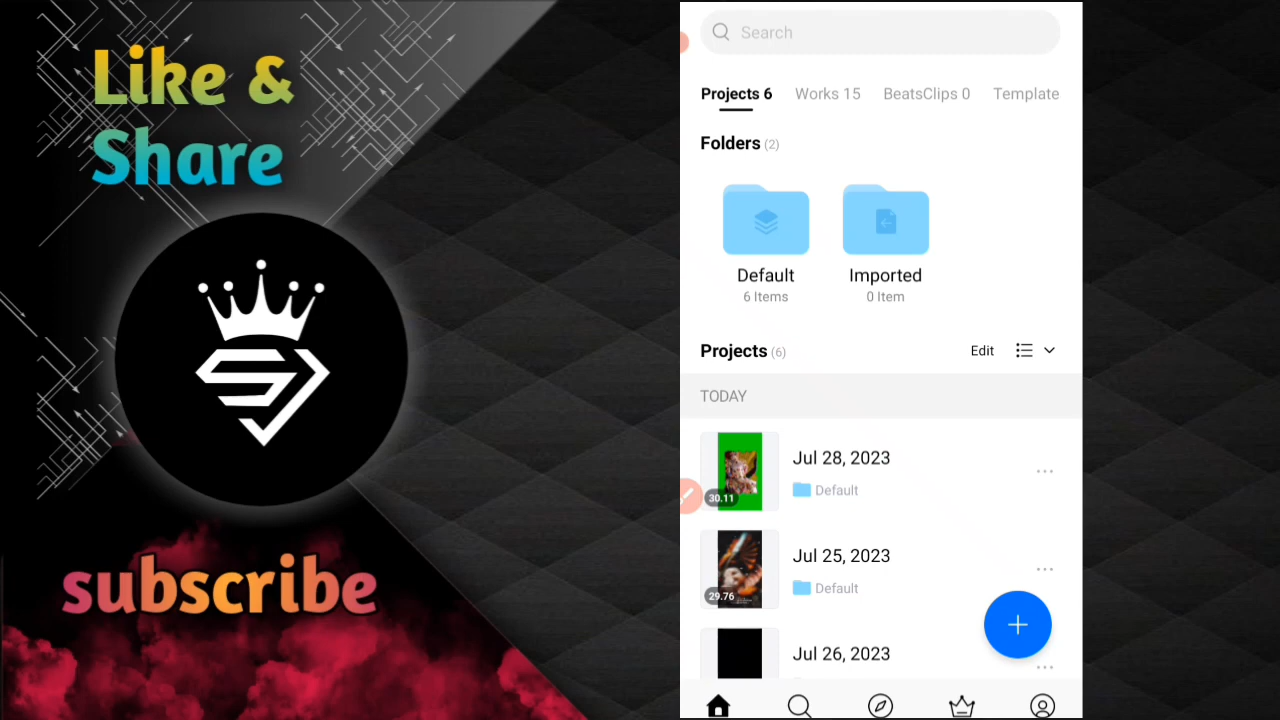 Like &
Share
subscribe
Search
Projects 6 Works 15 BeatsClips 0 Template
Folders (2)
Default Imported
6 Items 0 Item
Projects (6) Edit
TODAY
Jul 28, 2023
30.11 Default
Jul 25, 2023
29.76 Default
Jul 26, 2023